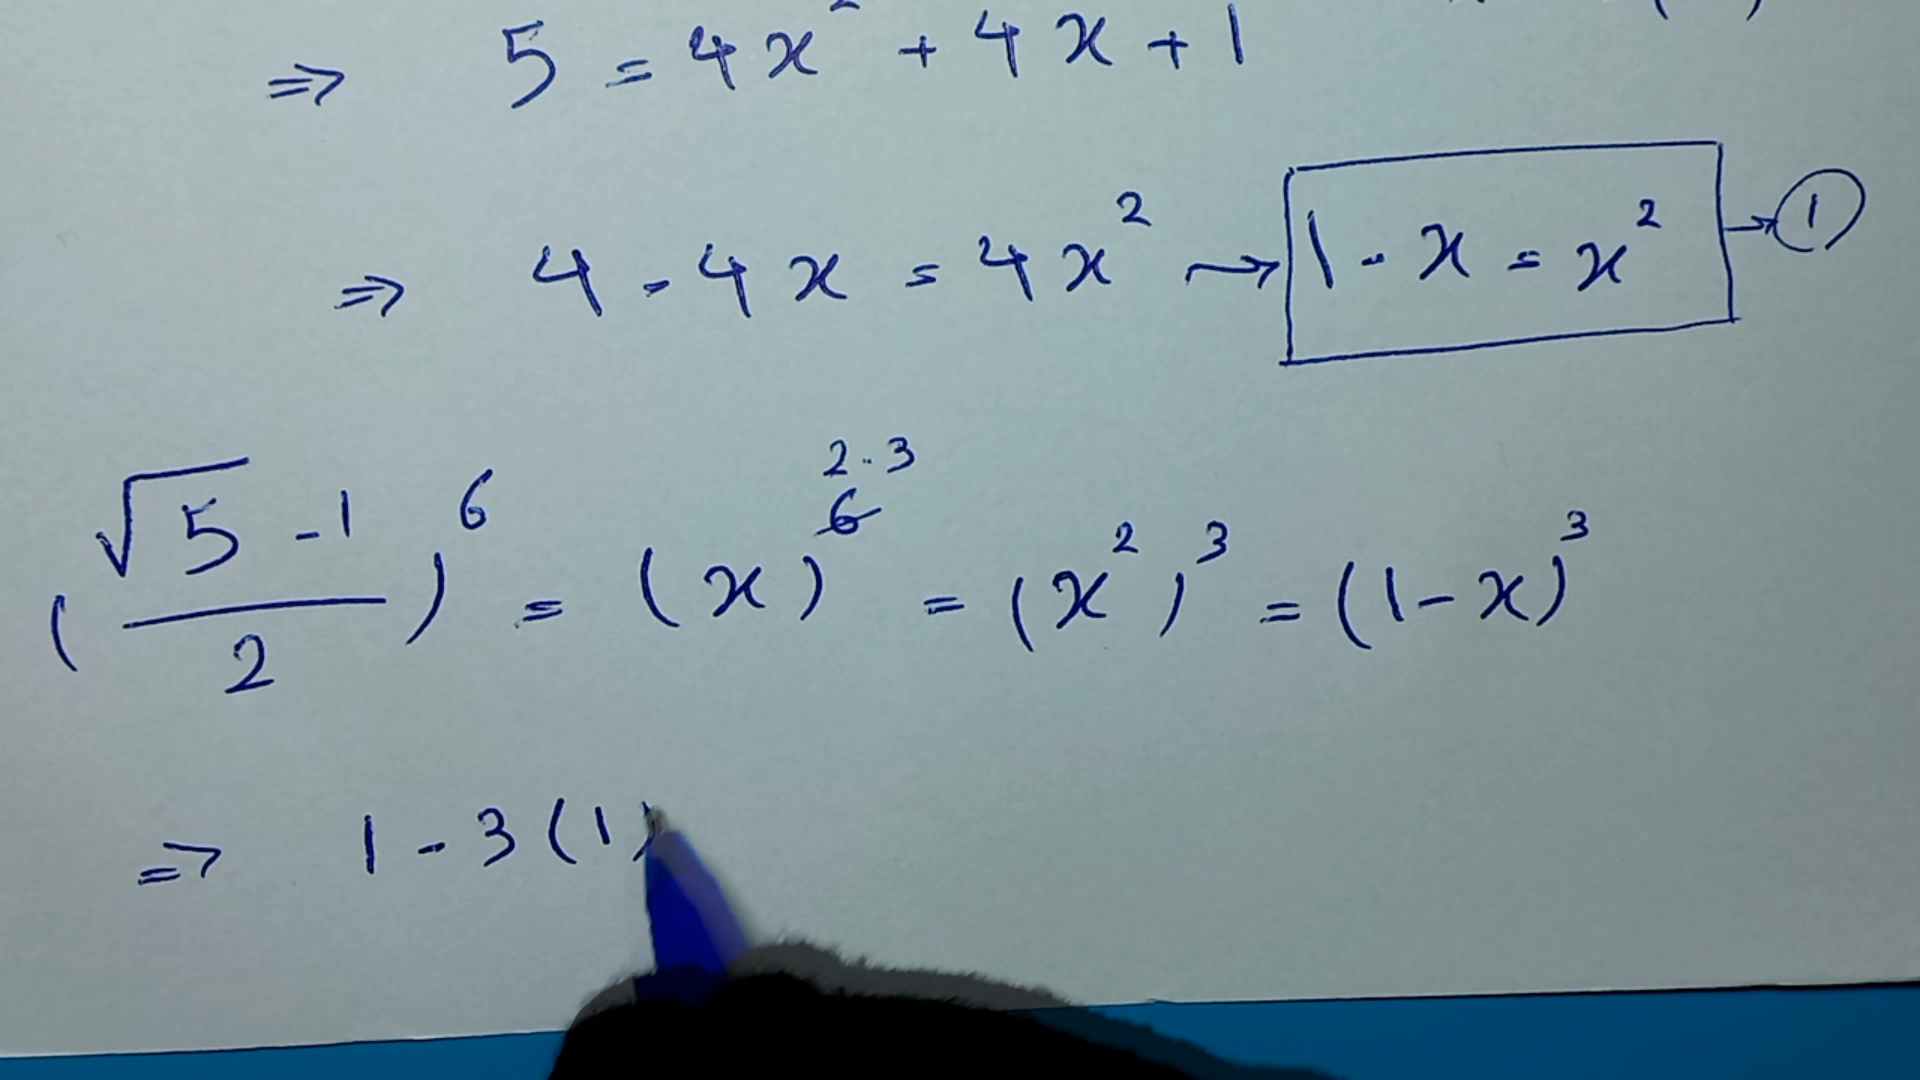 ⇒ 5 = 4x² + 4x + 1
⇒ 4 - 4x = 4x² → 1 - x = x² → ①
(√5 - 1 / 2)⁶ = (x)^6 2·3 = (x²)³ = (1 - x)³
⇒ 1 - 3(1)